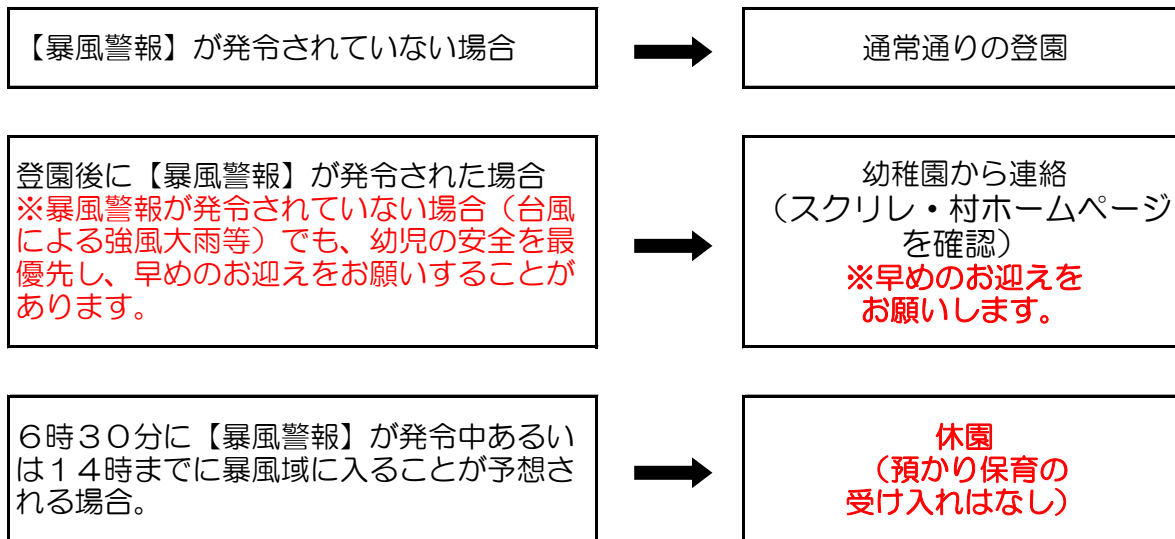 【暴風警報】が発令されていない場合
通常通りの登園
登園後に【暴風警報】が発令された場合
※暴風警報が発令されていない場合（台風
による強風大雨等）でも、幼児の安全を最
優先し、早めのお迎えをお願いすることが
あります。
幼稚園から連絡
（スクリレ・村ホームページ
を確認）
※早めのお迎えを
お願いします。
６時３０分に【暴風警報】が発令中あるい
は１４時までに暴風域に入ることが予想さ
れる場合。
休園
（預かり保育の
受け入れはなし）